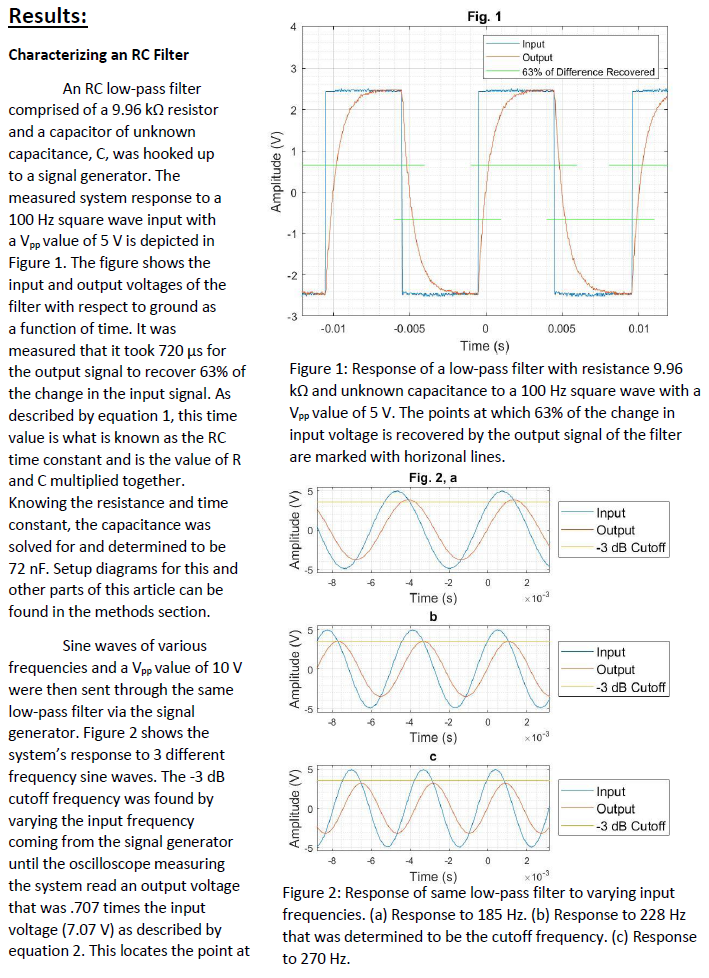 Results:
Characterizing an RC Filter
An RC low-pass filter
comprised of a 9.96 kΩ resistor
and a capacitor of unknown
capacitance, C, was hooked up
to a signal generator. The
measured system response to a
100 Hz square wave input with
a Vpp value of 5 V is depicted in
Figure 1. The figure shows the
input and output voltages of the
filter with respect to ground as
a function of time. It was
measured that it took 720 μs for
the output signal to recover 63% of
the change in the input signal. As
described by equation 1, this time
value is what is known as the RC
time constant and is the value of R
and C multiplied together.
Knowing the resistance and time
constant, the capacitance was
solved for and determined to be
72 nF. Setup diagrams for this and
other parts of this article can be
found in the methods section.
Sine waves of various
frequencies and a Vpp value of 10 V
were then sent through the same
low-pass filter via the signal
generator. Figure 2 shows the
system's response to 3 different
frequency sine waves. The -3 dB
cutoff frequency was found by
varying the input frequency
coming from the signal generator
until the oscilloscope measuring
the system read an output voltage
that was .707 times the input
voltage (7.07 V) as described by
equation 2. This locates the point at
Fig. 1
Input
Output
63% of Difference Recovered
Amplitude (V)
4
3
2
1
0
-1
-2
-3
-0.01 -0.005 0 0.005 0.01
Time (s)
Figure 1: Response of a low-pass filter with resistance 9.96
kΩ and unknown capacitance to a 100 Hz square wave with a
Vpp value of 5 V. The points at which 63% of the change in
input voltage is recovered by the output signal of the filter
are marked with horizonal lines.
Fig. 2, a
Amplitude (V)
5
0
-5
-8 -6 -4 -2 0 2
Time (s)
×10-3
Input
Output
-3 dB Cutoff
b
Amplitude (V)
5
0
-5
-8 -6 -4 -2 0 2
Time (s)
×10-3
Input
Output
-3 dB Cutoff
c
Amplitude (V)
5
0
-5
-8 -6 -4 -2 0 2
Time (s)
×10-3
Input
Output
-3 dB Cutoff
Figure 2: Response of same low-pass filter to varying input
frequencies. (a) Response to 185 Hz. (b) Response to 228 Hz
that was determined to be the cutoff frequency. (c) Response
to 270 Hz.